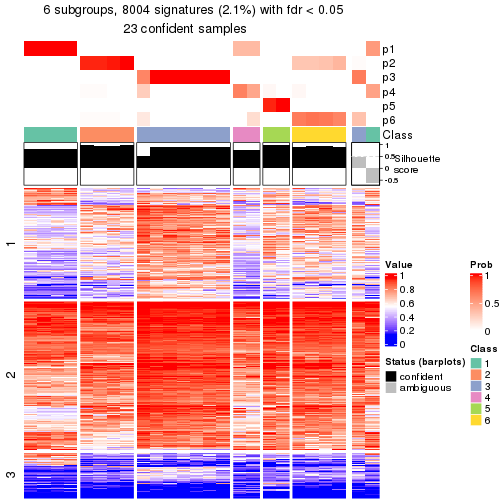 6 subgroups, 8004 signatures (2.1%) with fdr < 0.05
23 confident samples
p1
p2
p3
p4
p5
p6
Class
1
0.5
0
-0.5
Silhouette
score
1
2
3
Value
1
0.8
0.6
0.4
0.2
0
Prob
1
0.5
0
Status (barplots)
confident
ambiguous
Class
1
2
3
4
5
6